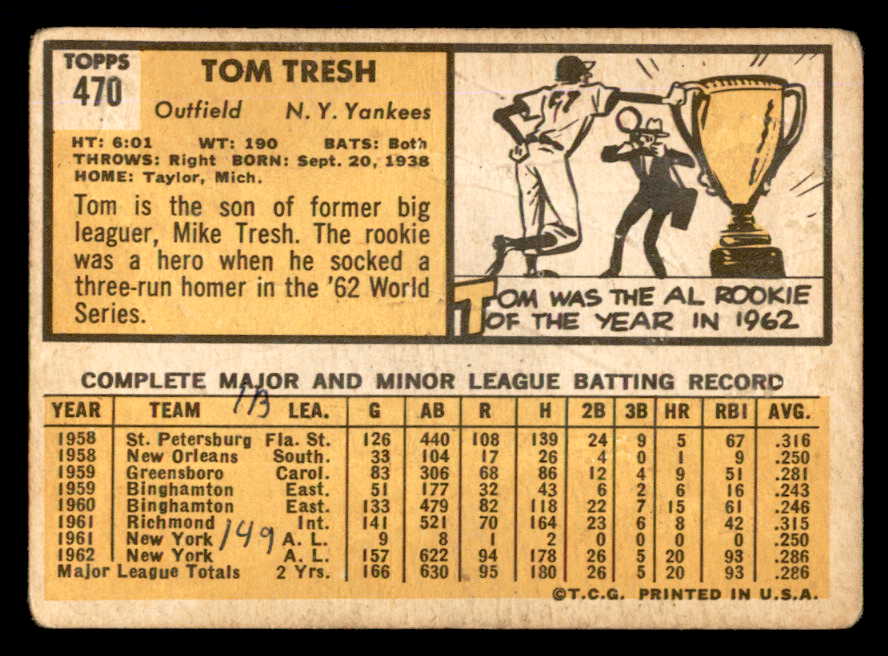 TOPPS
470
TOM TRESH
Outfield N. Y. Yankees
HT: 6:01 WT: 190 BATS: Both
THROWS: Right BORN: Sept. 20, 1938
HOME: Taylor, Mich.
Tom is the son of former big
leaguer, Mike Tresh. The rookie
was a hero when he socked a
three-run homer in the '62 World
Series.
TOM WAS THE AL ROOKIE
OF THE YEAR IN 1962
COMPLETE MAJOR AND MINOR LEAGUE BATTING RECORD
YEAR TEAM LEA. G AB R H 2B 3B HR RBI AVG.
1958 St. Petersburg Fla. St. 126 440 108 139 24 9 5 67 .316
1958 New Orleans South. 33 104 17 26 4 0 1 9 .250
1959 Greensboro Carol. 83 306 68 86 12 4 9 51 .281
1959 Binghamton East. 51 177 32 43 6 2 6 16 .243
1960 Binghamton East. 133 479 82 118 22 7 15 61 .246
1961 Richmond Int. 141 521 70 164 23 6 8 42 .315
1961 New York A. L. 9 8 1 2 0 0 0 0 .250
149
1962 New York A. L. 157 622 94 178 26 5 20 93 .286
Major League Totals 2 Yrs. 166 630 95 180 26 5 20 93 .286
©T.C.G. PRINTED IN U.S.A.